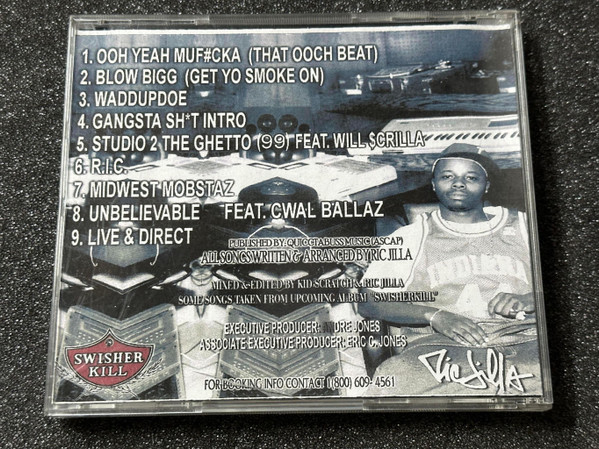 1. OOH YEAH MUF#CKA (THAT OOCH BEAT)
2. BLOW BIGG (GET YO SMOKE ON)
3. WADDUPDOE
4. GANGSTA SH*T INTRO
5. STUDIO 2 THE GHETTO (99) FEAT. WILL $CRILLA
6. R.I.C.
7. MIDWEST MOBSTAZ
8. UNBELIEVABLE FEAT. CWAL BALLAZ
9. LIVE & DIRECT
PUBLISHED BY: QUICCTABUSS MUSIC (ASCAP)
ALL SONGS WRITTEN & ARRANGED BY RIC JILLA
MIXED & EDITED BY KID SCRATCH & RIC JILLA
SOME SONGS TAKEN FROM UPCOMING ALBUM "SWISHERKILL"
EXECUTIVE PRODUCER: ANDRE JONES
ASSOCIATE EXECUTIVE PRODUCER: ERIC C. JONES
FOR BOOKING INFO CONTACT 1(800) 609-4561
SWISHER
KILL
INDIANA
4
Ric Jilla